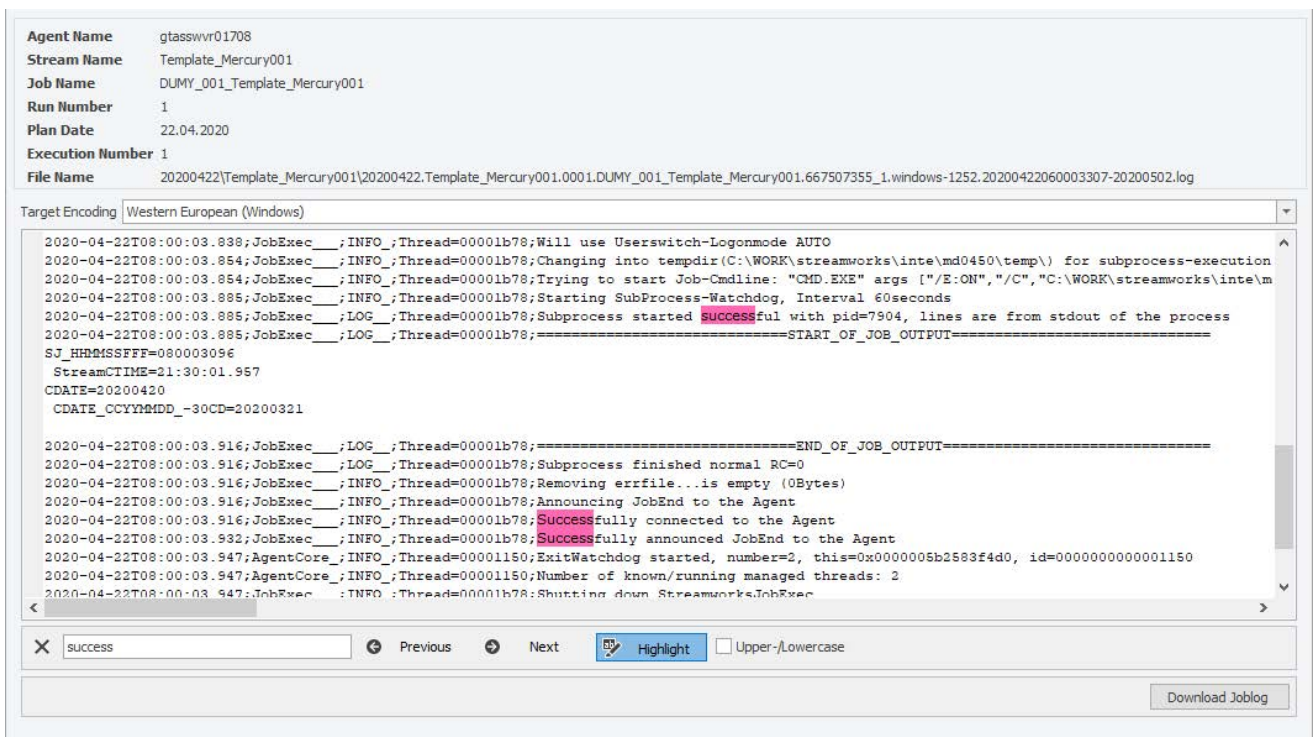 Agent Name gtasswvr01708
Stream Name Template_Mercury001
Job Name DUMY_001_Template_Mercury001
Run Number 1
Plan Date 22.04.2020
Execution Number 1
File Name 20200422\Template_Mercury001\20200422.Template_Mercury001.0001.DUMY_001_Template_Mercury001.667507355_1.windows-1252.20200422060003307-20200502.log
Target Encoding Western European (Windows)
2020-04-22T08:00:03.838;JobExec___;INFO_;Thread=00001b78;Will use Userswitch-Logonmode AUTO
2020-04-22T08:00:03.854;JobExec___;INFO_;Thread=00001b78;Changing into tempdir(C:\WORK\streamworks\inte\md0450\temp\) for subprocess-execution
2020-04-22T08:00:03.854;JobExec___;INFO_;Thread=00001b78;Trying to start Job-Cmdline: "CMD.EXE" args ["/E:ON","/C","C:\WORK\streamworks\inte\m
2020-04-22T08:00:03.885;JobExec___;INFO_;Thread=00001b78;Starting SubProcess-Watchdog, Interval 60seconds
2020-04-22T08:00:03.885;JobExec___;LOG__;Thread=00001b78;Subprocess started successful with pid=7904, lines are from stdout of the process
2020-04-22T08:00:03.885;JobExec___;LOG__;Thread=00001b78;=============================START_OF_JOB_OUTPUT==============================
SJ_HHMMSSFFF=080003096
StreamCTIME=21:30:01.957
CDATE=20200420
CDATE_CCYYMMDD_-30CD=20200321
2020-04-22T08:00:03.916;JobExec___;LOG__;Thread=00001b78;==============================END_OF_JOB_OUTPUT===============================
2020-04-22T08:00:03.916;JobExec___;LOG__;Thread=00001b78;Subprocess finished normal RC=0
2020-04-22T08:00:03.916;JobExec___;INFO_;Thread=00001b78;Removing errfile...is empty (0Bytes)
2020-04-22T08:00:03.916;JobExec___;INFO_;Thread=00001b78;Announcing JobEnd to the Agent
2020-04-22T08:00:03.916;JobExec___;INFO_;Thread=00001b78;Successfully connected to the Agent
2020-04-22T08:00:03.932;JobExec___;INFO_;Thread=00001b78;Successfully announced JobEnd to the Agent
2020-04-22T08:00:03.947;AgentCore_;INFO_;Thread=00001150;ExitWatchdog started, number=2, this=0x0000005b2583f4d0, id=0000000000001150
2020-04-22T08:00:03.947;AgentCore_;INFO_;Thread=00001150;Number of known/running managed threads: 2
2020-04-22T08:00:03.947;JobExec___;INFO_;Thread=00001b78;Shutting down StreamworksJobExec
success Previous Next Highlight Upper-/Lowercase
Download Joblog